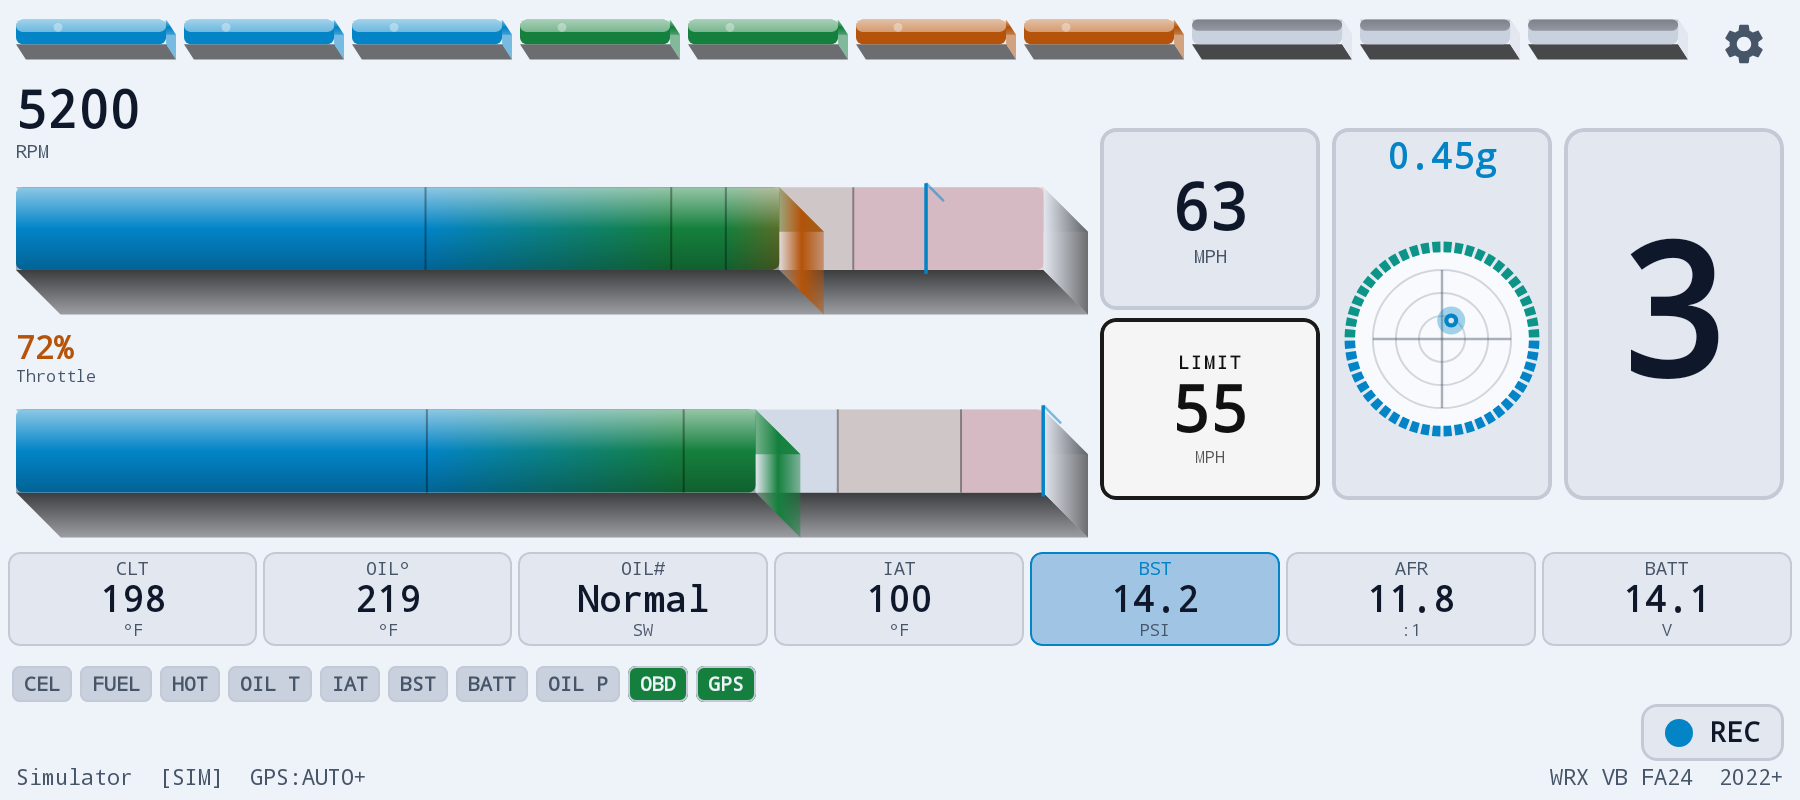 5200
RPM
72%
Throttle
63
MPH
LIMIT
55
MPH
0.45g
3
CLT
198
°F
OIL°
219
°F
OIL#
Normal
SW
IAT
100
°F
BST
14.2
PSI
AFR
11.8
:1
BATT
14.1
V
CEL FUEL HOT OIL T IAT BST BATT OIL P OBD GPS
REC
Simulator [SIM] GPS:AUTO+
WRX VB FA24 2022+